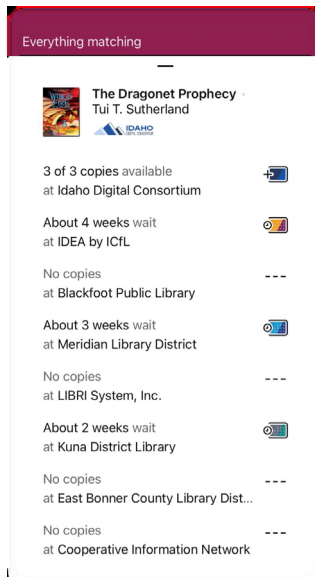 Everything matching
WINGS
FIRE
The Dragonet Prophecy
Tui T. Sutherland
IDAHO
3 of 3 copies available
at Idaho Digital Consortium
About 4 weeks wait
at IDEA by ICfL
No copies
at Blackfoot Public Library
---
About 3 weeks wait
at Meridian Library District
No copies
at LIBRI System, Inc.
---
About 2 weeks wait
at Kuna District Library
No copies
at East Bonner County Library Dist...
---
No copies
at Cooperative Information Network
---